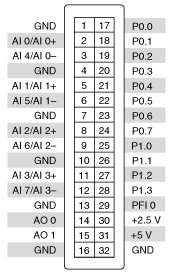 GND 1 17 P0.0
AI 0/AI 0+ 2 18 P0.1
AI 4/AI 0– 3 19 P0.2
GND 4 20 P0.3
AI 1/AI 1+ 5 21 P0.4
AI 5/AI 1– 6 22 P0.5
GND 7 23 P0.6
AI 2/AI 2+ 8 24 P0.7
AI 6/AI 2– 9 25 P1.0
GND 10 26 P1.1
AI 3/AI 3+ 11 27 P1.2
AI 7/AI 3– 12 28 P1.3
GND 13 29 PFI 0
AO 0 14 30 +2.5 V
AO 1 15 31 +5 V
GND 16 32 GND